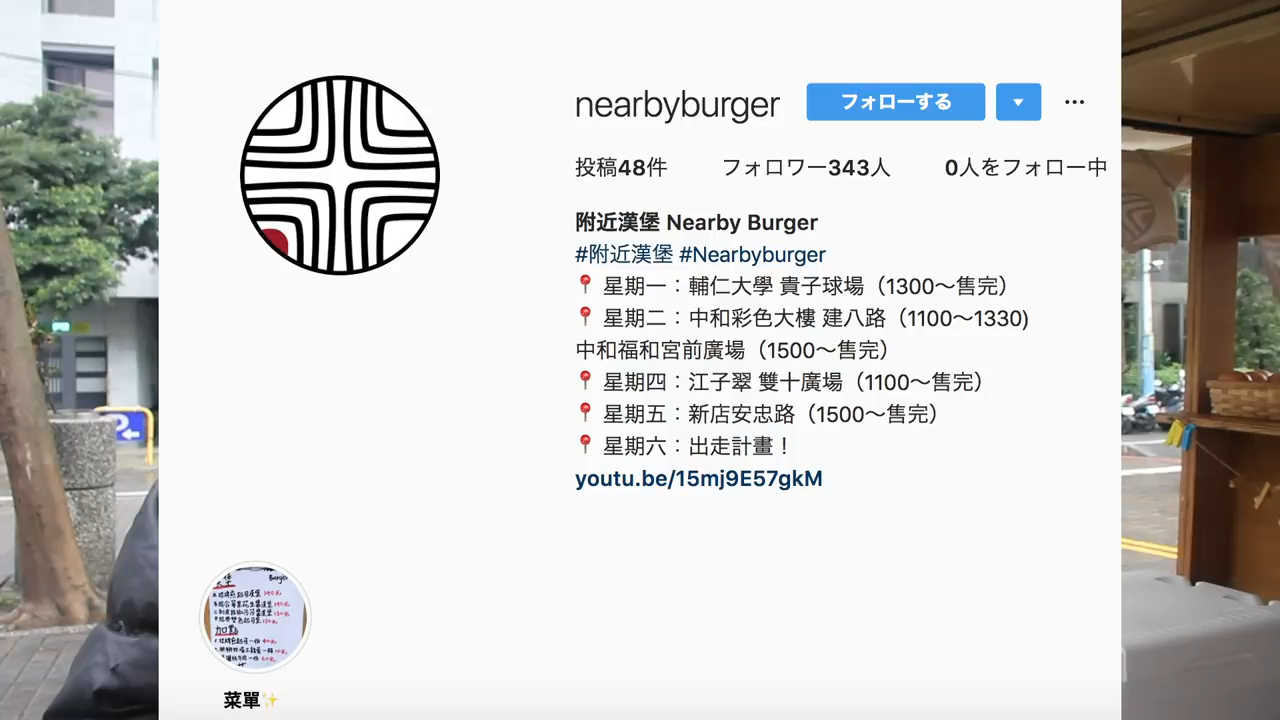 nearbyburger フォローする
投稿48件 フォロワー343人 0人をフォロー中
附近漢堡 Nearby Burger
#附近漢堡 #Nearbyburger
星期一：輔仁大學 貴子球場（1300～售完）
星期二：中和彩色大樓 建八路（1100～1330)
中和福和宮前廣場（1500～售完）
星期四：江子翠 雙十廣場（1100～售完）
星期五：新店安忠路（1500～售完）
星期六：出走計畫！
youtu.be/15mj9E57gkM
Burger
加點
菜單
P